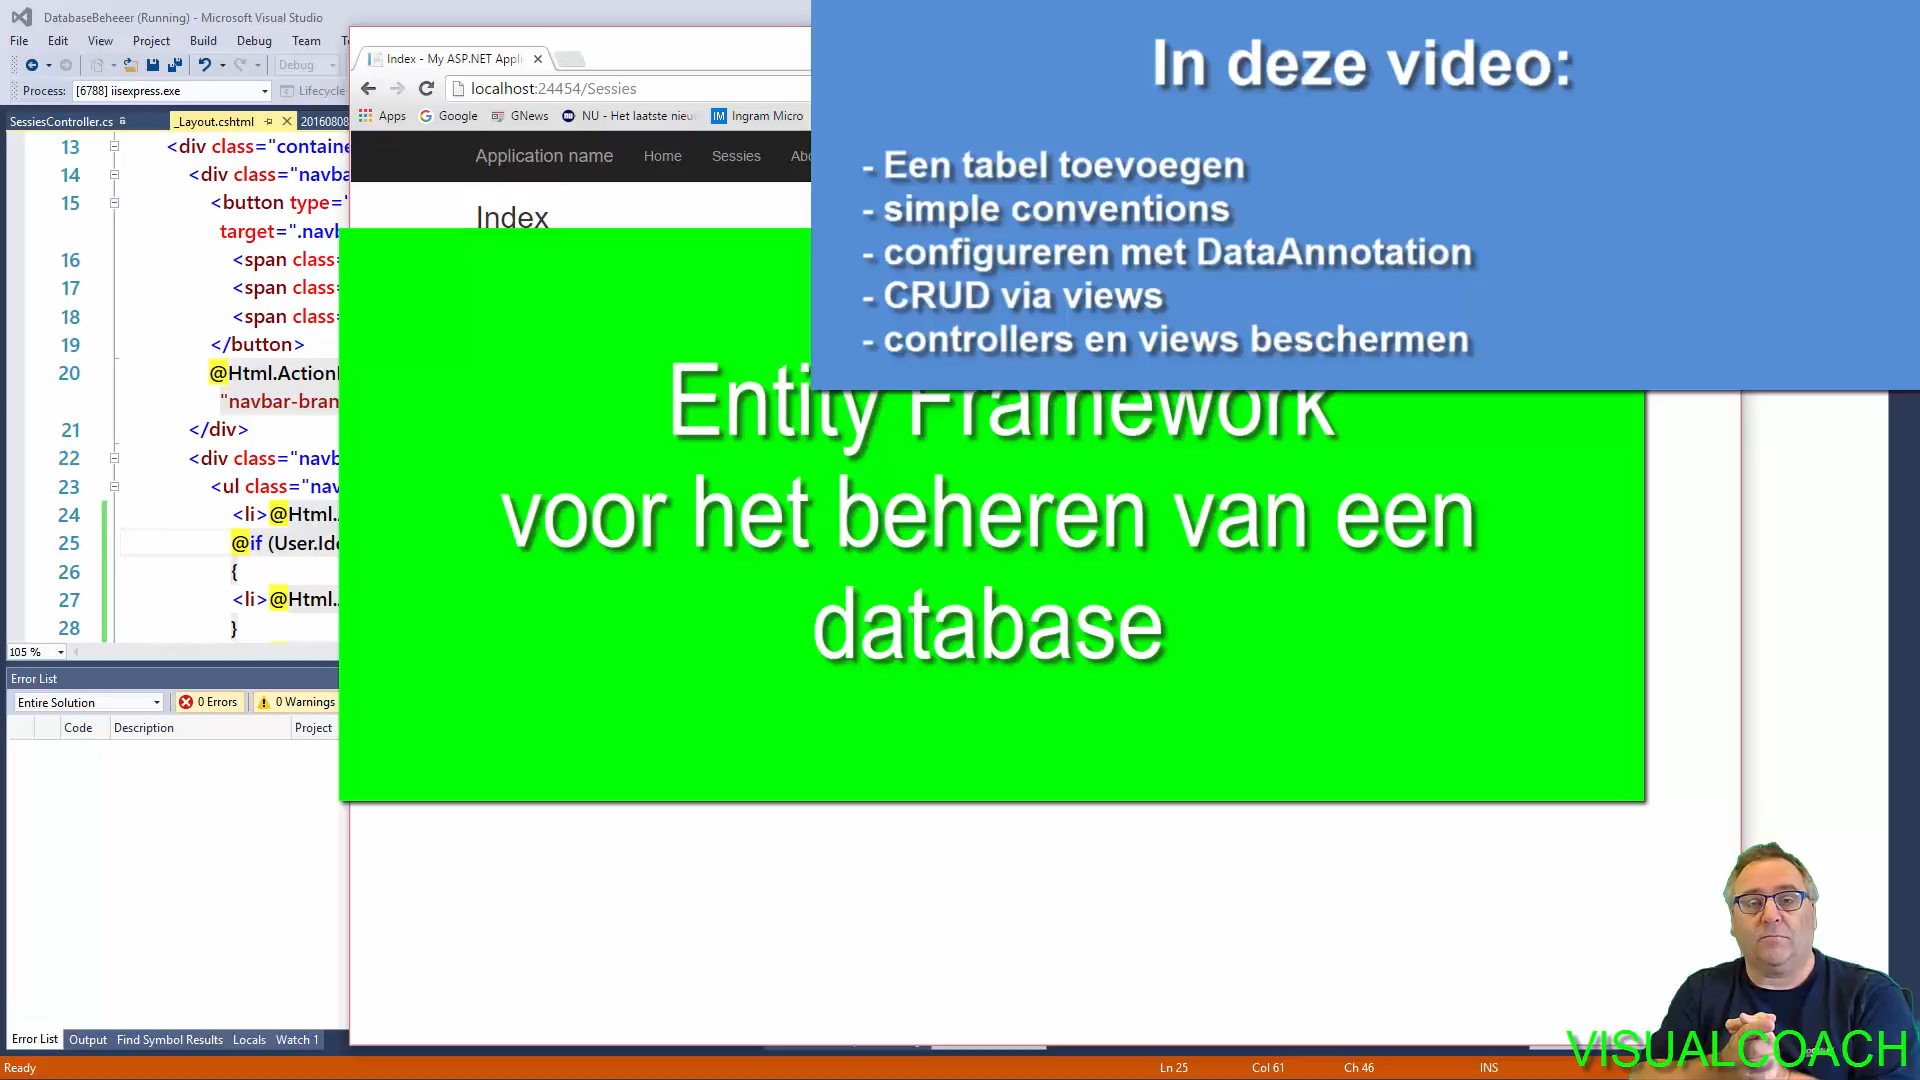 DatabaseBeheeer (Running) - Microsoft Visual Studio
File Edit View Project Build Debug Team
Debug
Process: [6788] iisexpress.exe Lifecycle
SessiesController.cs _Layout.cshtml 20160808
13 <div class="containe
14 <div class="navba
15 <button type="
target=".navb
16 <span class=
17 <span class=
18 <span class=
19 </button>
20 @Html.ActionL
"navbar-bran
21 </div>
22 <div class="navb
23 <ul class="nav
24 <li>@Html.
25 @if (User.Ide
26 {
27 <li>@Html.
28 }
105 %
Error List
Entire Solution 0 Errors 0 Warnings
Code Description Project
Error List Output Find Symbol Results Locals Watch 1
Ready Ln 25 Col 61 Ch 46 INS
Index - My ASP.NET Appli
localhost:24454/Sessies
Apps Google GNews NU - Het laatste nieu Ingram Micro
Application name Home Sessies Abo
Index
In deze video:
- Een tabel toevoegen
- simple conventions
- configureren met DataAnnotation
- CRUD via views
- controllers en views beschermen
Entity Framework
voor het beheren van een
database
VISUALCOACH